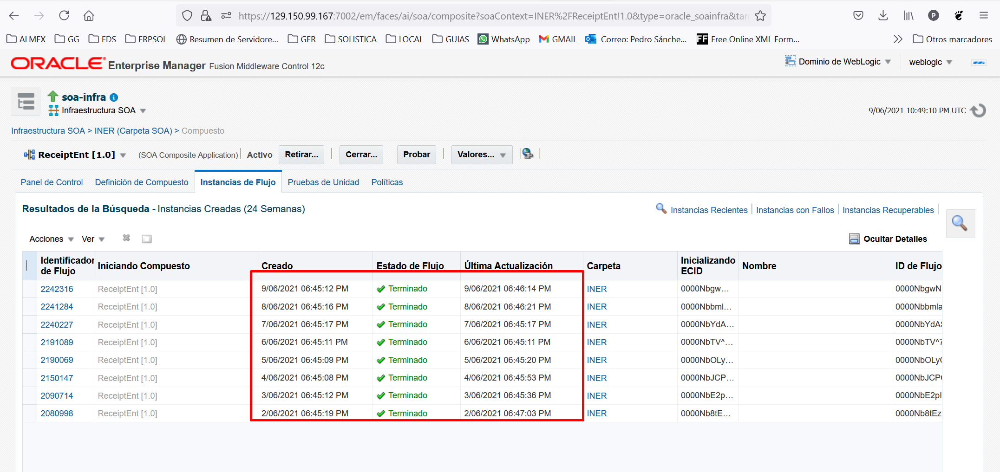 https://129.150.99.167:7002/em/faces/ai/soa/composite?soaContext=INER%2FReceiptEnt!1.0&type=oracle_soainfra&tar
P
ALMEX GG EDS ERPSOL Resumen de Servidore... GER SOLISTICA LOCAL GUIAS WhatsApp GMAIL Correo: Pedro Sánche... FF Free Online XML Form... Otros marcadores
ORACLE Enterprise Manager Fusion Middleware Control 12c Dominio de WebLogic weblogic
soa-infra
Infraestructura SOA 9/06/2021 10:49:10 PM UTC
Infraestructura SOA > INER (Carpeta SOA) > Compuesto
ReceiptEnt [1.0] (SOA Composite Application) Activo Retirar... Cerrar... Probar Valores...
Panel de Control Definición de Compuesto Instancias de Flujo Pruebas de Unidad Políticas
Resultados de la Búsqueda - Instancias Creadas (24 Semanas) Instancias Recientes Instancias con Fallos Instancias Recuperables
Acciones Ver Ocultar Detalles
Identificador de Flujo Iniciando Compuesto Creado Estado de Flujo Última Actualización Carpeta Inicializando ECID Nombre ID de Flujo
2242316 ReceiptEnt [1.0] 9/06/2021 06:45:12 PM Terminado 9/06/2021 06:46:14 PM INER 0000Nbgw... 0000NbgwN
2241284 ReceiptEnt [1.0] 8/06/2021 06:45:16 PM Terminado 8/06/2021 06:46:21 PM INER 0000Nbbml... 0000Nbbmla
2240227 ReceiptEnt [1.0] 7/06/2021 06:45:17 PM Terminado 7/06/2021 06:45:17 PM INER 0000NbYdA... 0000NbYdAS
2191089 ReceiptEnt [1.0] 6/06/2021 06:45:11 PM Terminado 6/06/2021 06:45:11 PM INER 0000NbTV^... 0000NbTV^7
2190069 ReceiptEnt [1.0] 5/06/2021 06:45:09 PM Terminado 5/06/2021 06:45:20 PM INER 0000NbOLy... 0000NbOLy
2150147 ReceiptEnt [1.0] 4/06/2021 06:45:08 PM Terminado 4/06/2021 06:45:53 PM INER 0000NbJCP... 0000NbJCP
2090714 ReceiptEnt [1.0] 3/06/2021 06:45:12 PM Terminado 3/06/2021 06:45:36 PM INER 0000NbE2p... 0000NbE2pI
2080998 ReceiptEnt [1.0] 2/06/2021 06:45:19 PM Terminado 2/06/2021 06:47:03 PM INER 0000Nb8tE... 0000Nb8tEz